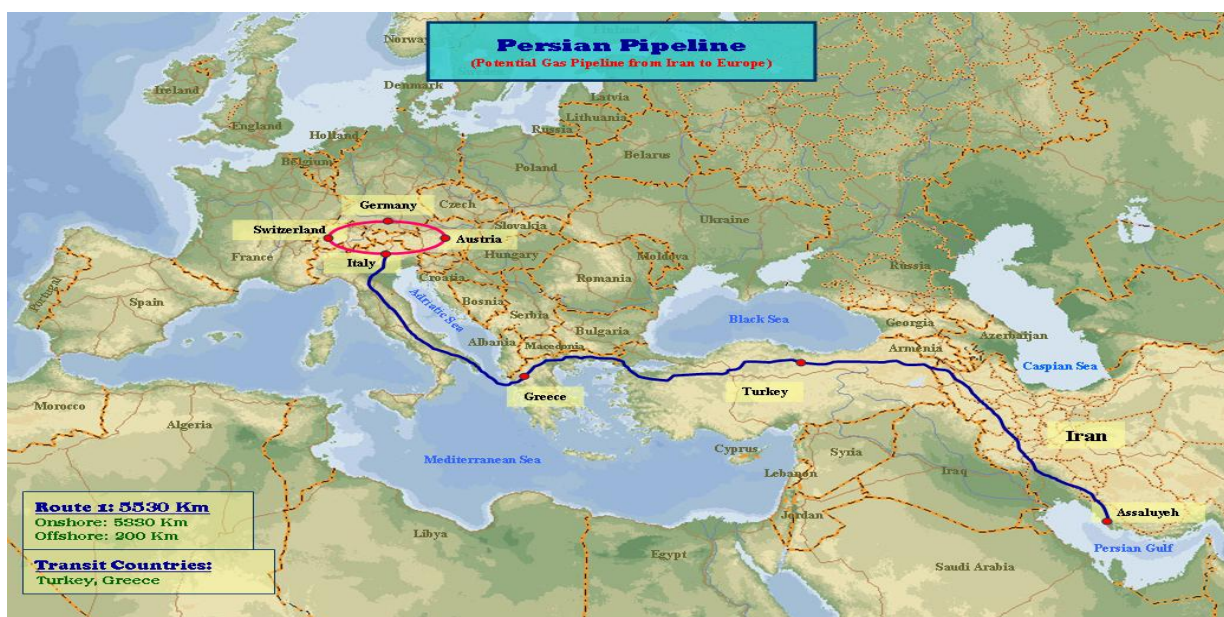 Persian Pipeline
(Potential Gas Pipeline from Iran to Europe)
Norway
Ireland
Denmark
Latvia
Lithuania
England
Holland
Russia
Belgium
Poland
Belarus
Germany
Czech
Ukraine
Switzerland
Austria
Slovakia
France
Italy
Hungary
Moldova
Croatia
Romania
Russia
Portugal
Spain
Adriatic Sea
Bosnia
Serbia
Black Sea
Georgia
Bulgaria
Albania
Macedonia
Armenia
Azerbaijan
Caspian Sea
Greece
Turkey
Morocco
Algeria
Iran
Mediterranean Sea
Cyprus
Syria
Lebanon
Iraq
Route 1: 5530 Km
Onshore: 5330 Km
Offshore: 200 Km
Jordan
Assaluyeh
Libya
Egypt
Persian Gulf
Saudi Arabia
Transit Countries:
Turkey, Greece